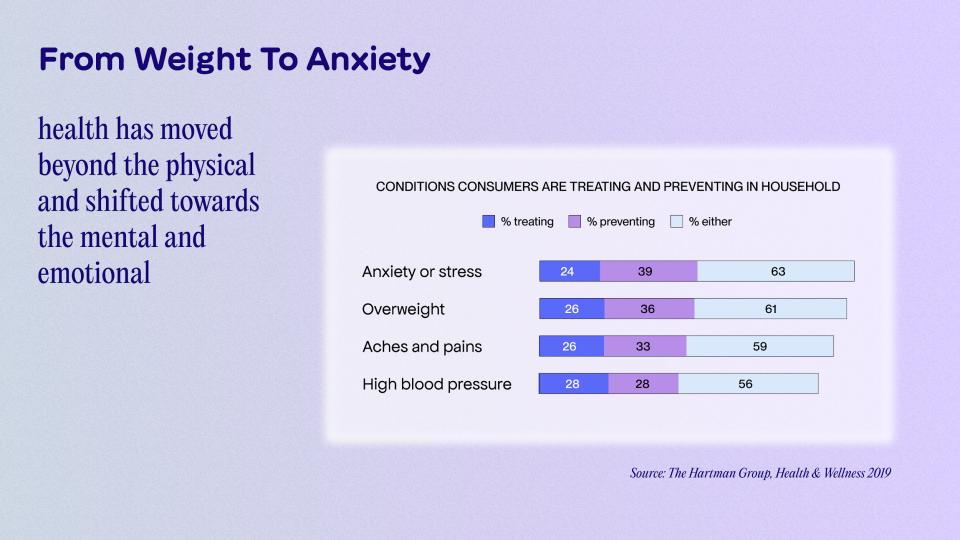 From Weight To Anxiety
health has moved
beyond the physical
and shifted towards
the mental and
emotional
CONDITIONS CONSUMERS ARE TREATING AND PREVENTING IN HOUSEHOLD
% treating % preventing % either
Anxiety or stress 24 39 63
Overweight 26 36 61
Aches and pains 26 33 59
High blood pressure 28 28 56
Source: The Hartman Group, Health & Wellness 2019